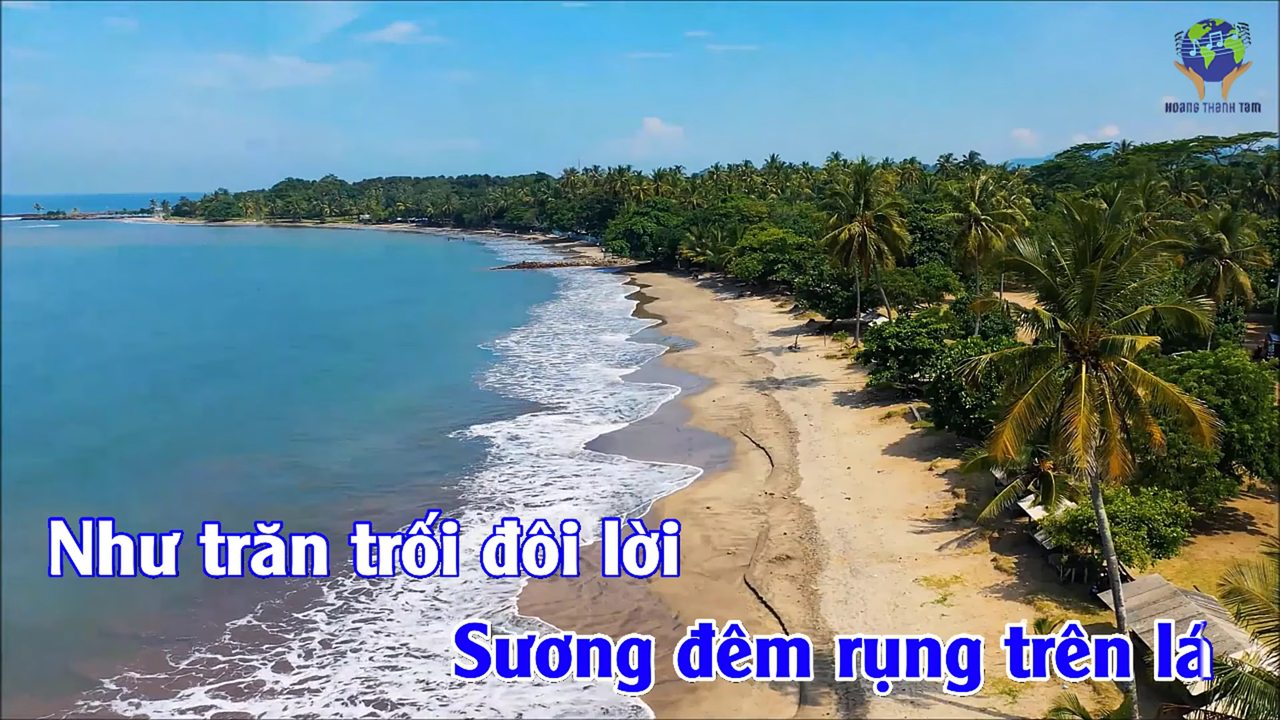 HOANG THANH TAM
Như trăn trối đôi lời
Sương đêm rụng trên lá